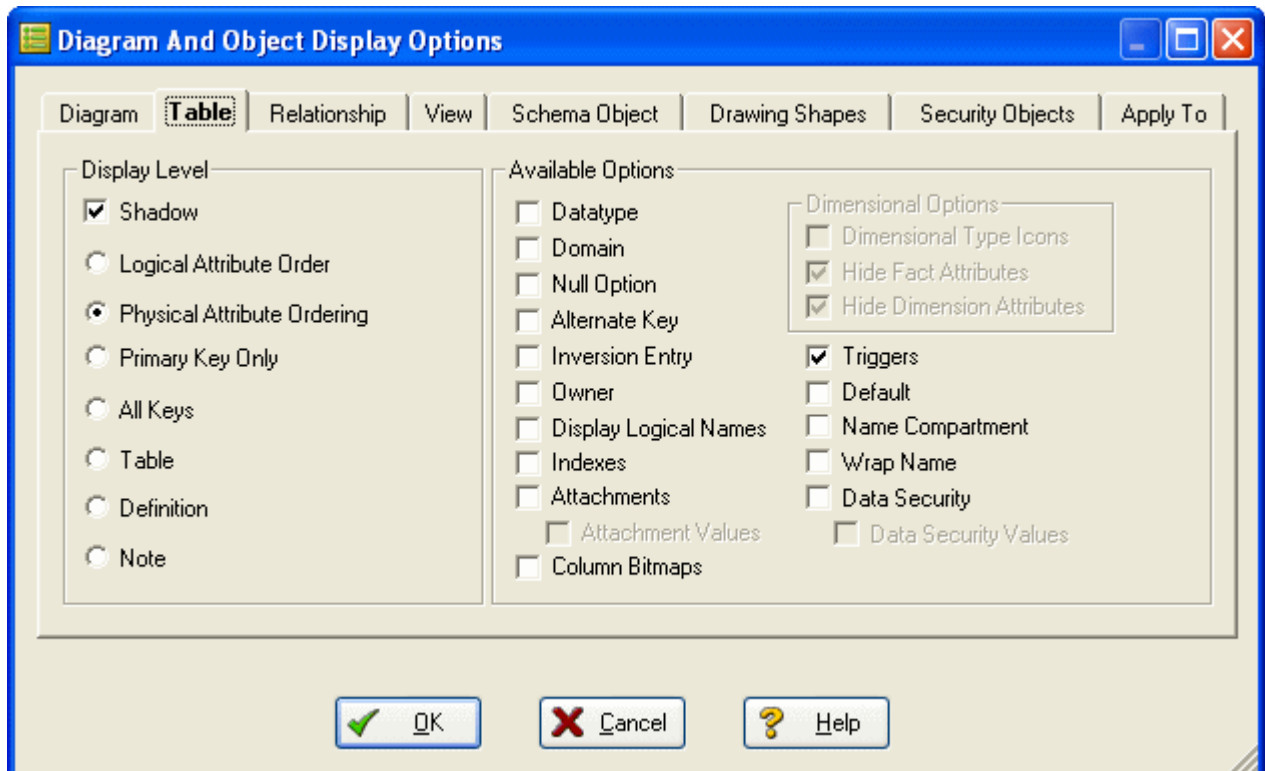 Diagram And Object Display Options
Diagram Table Relationship View Schema Object Drawing Shapes Security Objects Apply To
Display Level
Shadow
Logical Attribute Order
Physical Attribute Ordering
Primary Key Only
All Keys
Table
Definition
Note
Available Options
Datatype
Domain
Null Option
Alternate Key
Inversion Entry
Owner
Display Logical Names
Indexes
Attachments
Attachment Values
Column Bitmaps
Dimensional Options
Dimensional Type Icons
Hide Fact Attributes
Hide Dimension Attributes
Triggers
Default
Name Compartment
Wrap Name
Data Security
Data Security Values
OK Cancel Help